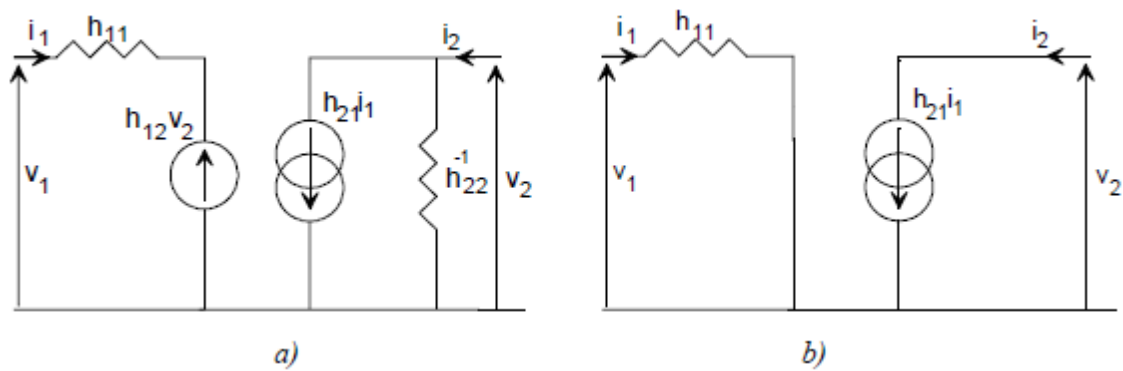 i₁ h₁₁ i₂
h₁₂v₂ h₂₁i₁
v₁ h₂₂⁻¹ v₂
a)
i₁ h₁₁ i₂
h₂₁i₁
v₁ v₂
b)